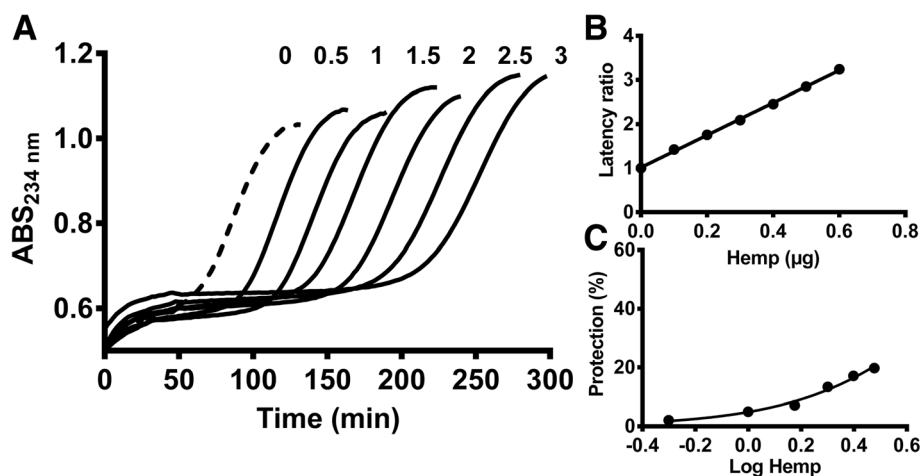 A
0 0.5 1 1.5 2 2.5 3
1.2
1.0
0.8
0.6
ABS234 nm
0 50 100 150 200 250 300
Time (min)
B
4
3
2
1
0
Latency ratio
0.0 0.2 0.4 0.6 0.8
Hemp (µg)
C
60
40
20
0
Protection (%)
-0.4 -0.2 0.0 0.2 0.4 0.6
Log Hemp